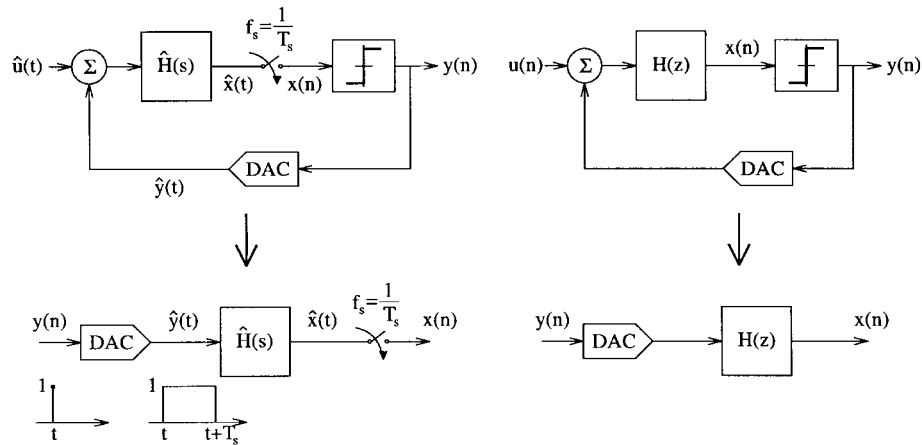 f_s = 1/T_s
û(t)
Σ
Ĥ(s)
x̂(t)
x(n)
y(n)
DAC
ŷ(t)
u(n)
Σ
H(z)
x(n)
y(n)
DAC
y(n)
DAC
ŷ(t)
Ĥ(s)
x̂(t)
f_s = 1/T_s
x(n)
1
t
1
t
t+T_s
y(n)
DAC
H(z)
x(n)